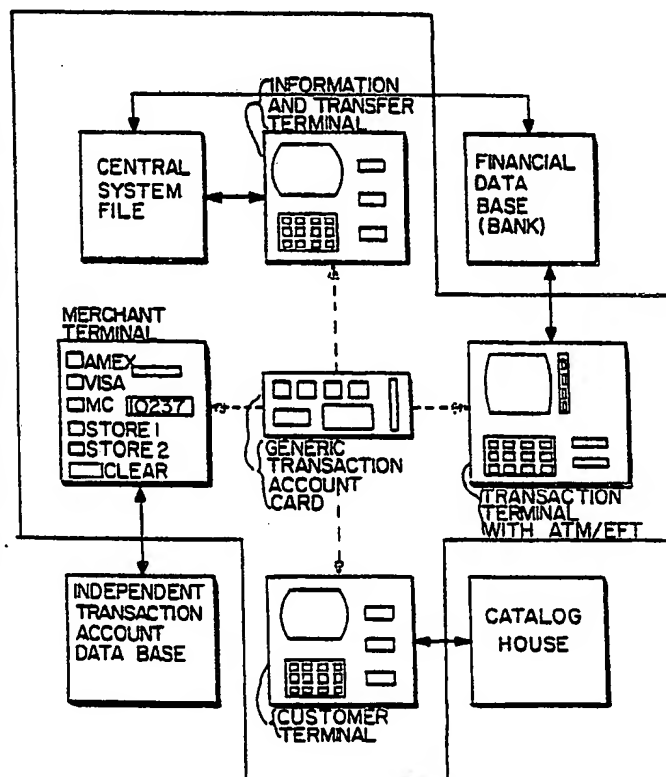 INFORMATION
AND TRANSFER
TERMINAL
CENTRAL
SYSTEM
FILE
FINANCIAL
DATA
BASE
(BANK)
MERCHANT
TERMINAL
AMEX
VISA
MC 110237
STORE 1
STORE 2
CLEAR
GENERIC
TRANSACTION
ACCOUNT
CARD
TRANSACTION
TERMINAL
WITH ATM/EFT
INDEPENDENT
TRANSACTION
ACCOUNT
DATA BASE
CATALOG
HOUSE
CUSTOMER
TERMINAL